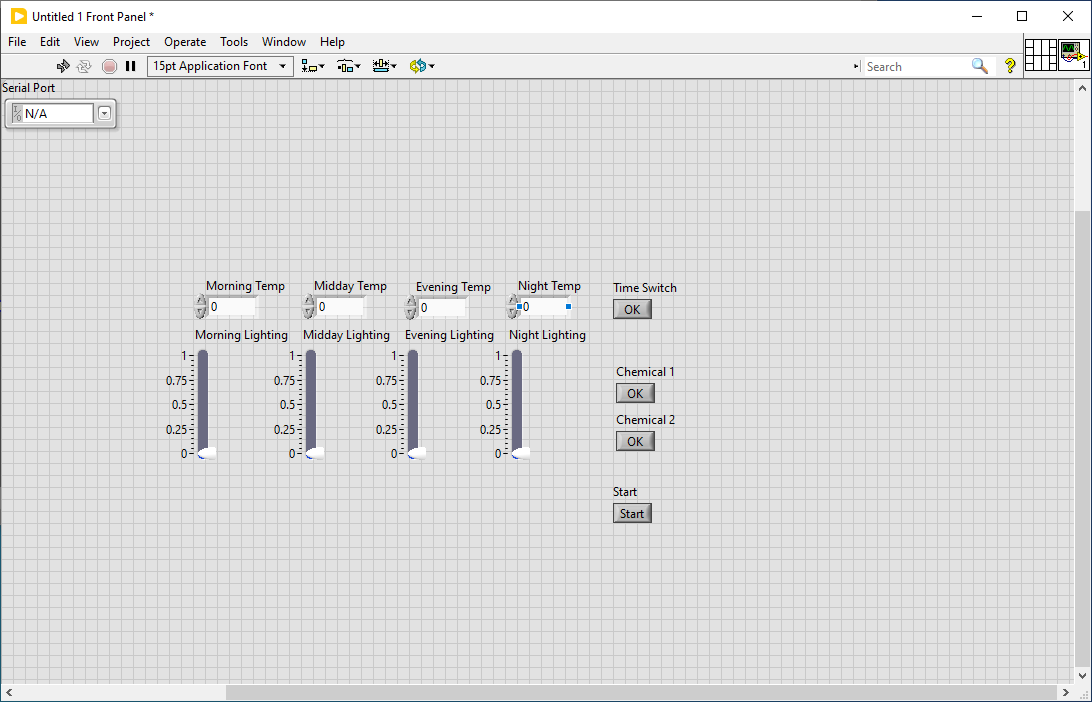 Untitled 1 Front Panel *
File Edit View Project Operate Tools Window Help
15pt Application Font
Search
?
1
Serial Port
I/O N/A
Morning Temp Midday Temp Evening Temp Night Temp Time Switch
0 0 0 0 OK
Morning Lighting Midday Lighting Evening Lighting Night Lighting
1 1 1 1
Chemical 1
0.75 0.75 0.75 0.75
OK
0.5 0.5 0.5 0.5
Chemical 2
0.25 0.25 0.25 0.25
OK
0 0 0 0
Start
Start